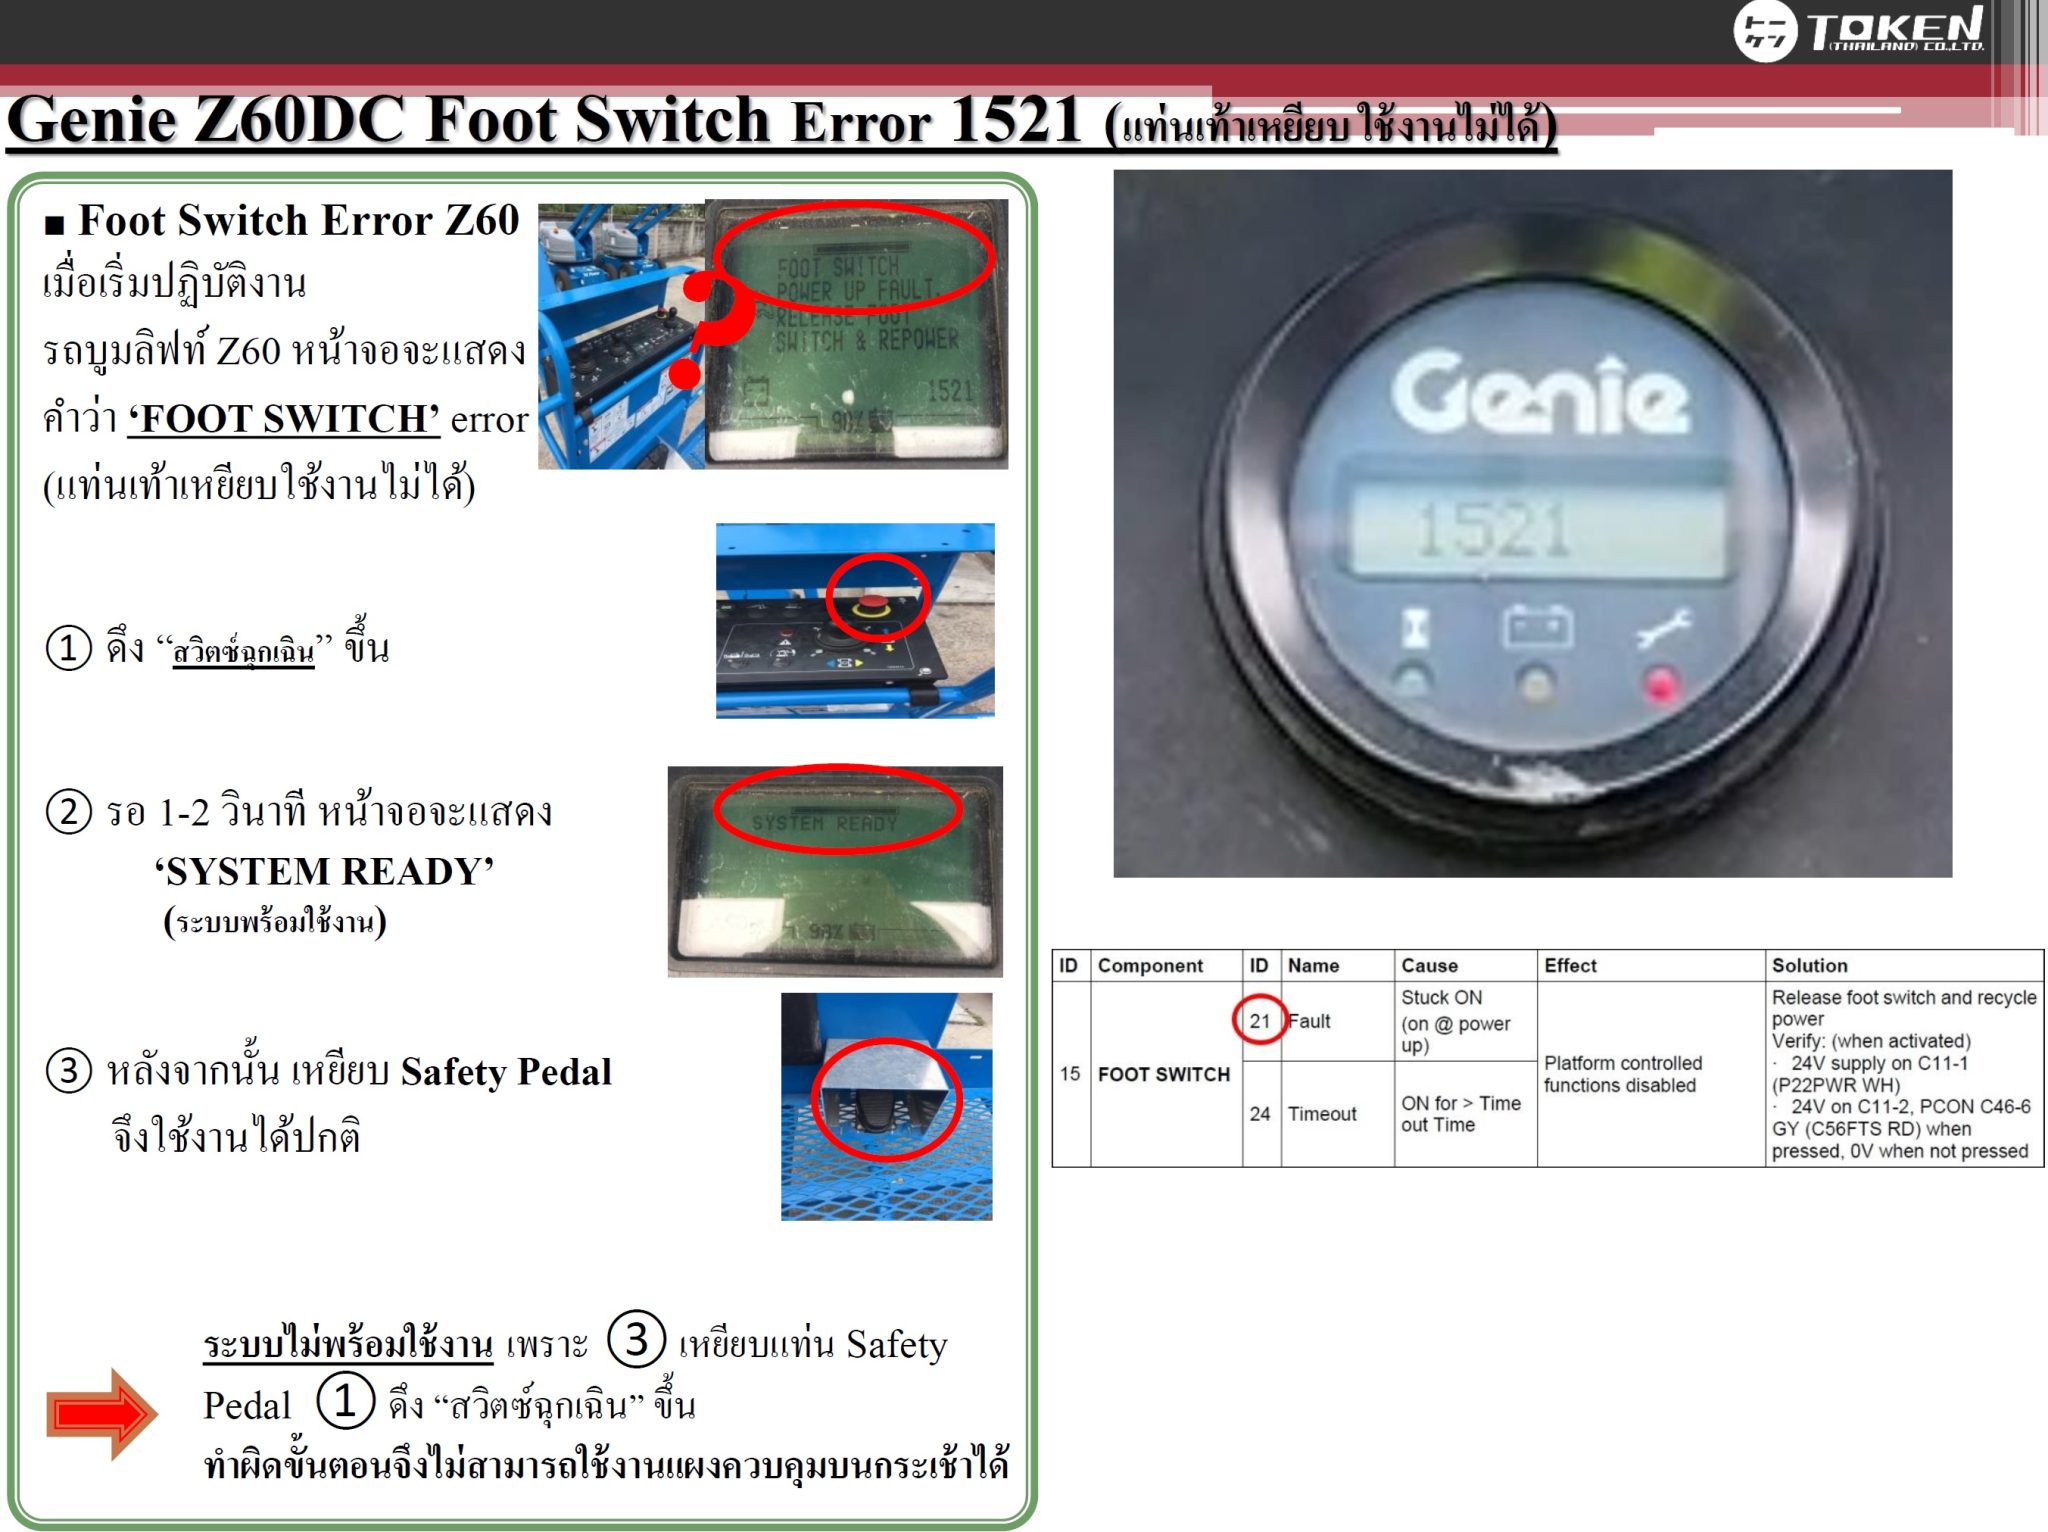 トーケン TOKEN
(THAILAND) CO.,LTD.
Genie Z60DC Foot Switch Error 1521 (แท่นเท้าเหยียบ ใช้งานไม่ได้)
■ Foot Switch Error Z60
เมื่อเริ่มปฏิบัติงาน
รถบูมลิฟท์ Z60 หน้าจอจะแสดง
คำว่า ‘FOOT SWITCH’ error
(แท่นเท้าเหยียบใช้งานไม่ได้)
FOOT SWITCH
POWER UP FAULT.
RELEASE FOOT
SWITCH & REPOWER
1521
90%
?
① ดึง “สวิตซ์ฉุกเฉิน” ขึ้น
② รอ 1-2 วินาที หน้าจอจะแสดง
‘SYSTEM READY’
(ระบบพร้อมใช้งาน)
SYSTEM READY
90%
③ หลังจากนั้น เหยียบ Safety Pedal
จึงใช้งานได้ปกติ
ระบบไม่พร้อมใช้งาน เพราะ ③ เหยียบแท่น Safety
Pedal ① ดึง “สวิตซ์ฉุกเฉิน” ขึ้น
ทำผิดขั้นตอนจึงไม่สามารถใช้งานแผงควบคุมบนกระเช้าได้
Genie
1521
ID Component ID Name Cause Effect Solution
15 FOOT SWITCH
21 Fault
Stuck ON
(on @ power
up)
24 Timeout
ON for > Time
out Time
Platform controlled
functions disabled
Release foot switch and recycle
power
Verify: (when activated)
· 24V supply on C11-1
(P22PWR WH)
· 24V on C11-2, PCON C46-6
GY (C56FTS RD) when
pressed, 0V when not pressed